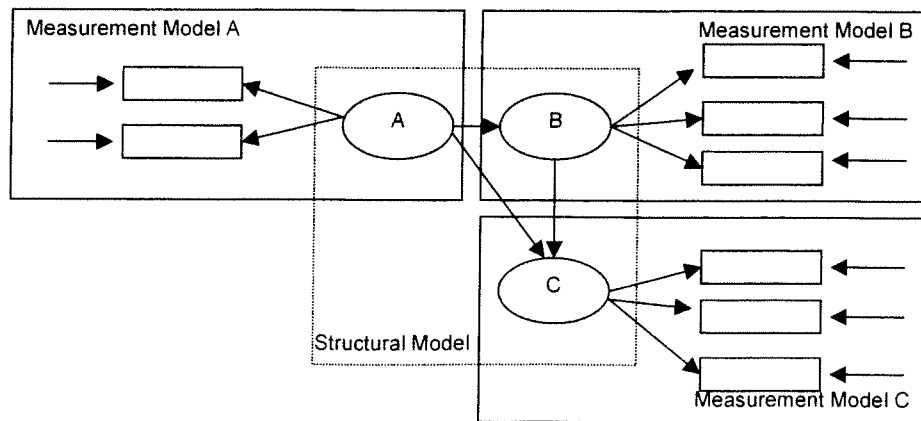 Measurement Model A
Measurement Model B
A
B
C
Structural Model
Measurement Model C